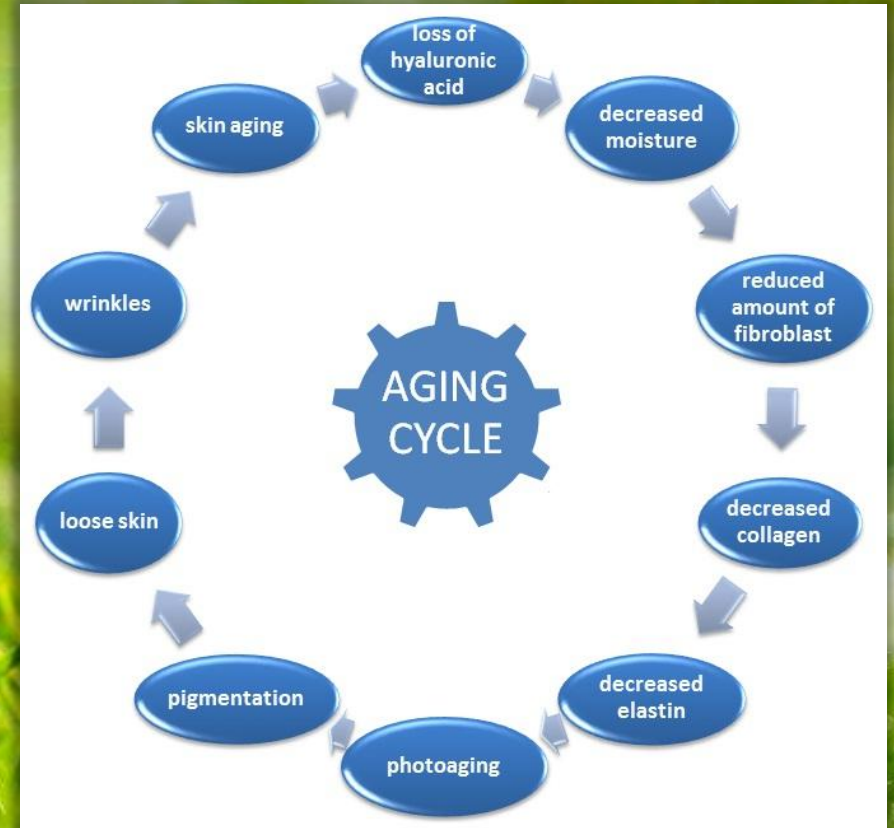 loss of
hyaluronic
acid
decreased
moisture
reduced
amount of
fibroblast
decreased
collagen
decreased
elastin
photoaging
pigmentation
loose skin
wrinkles
skin aging
AGING
CYCLE